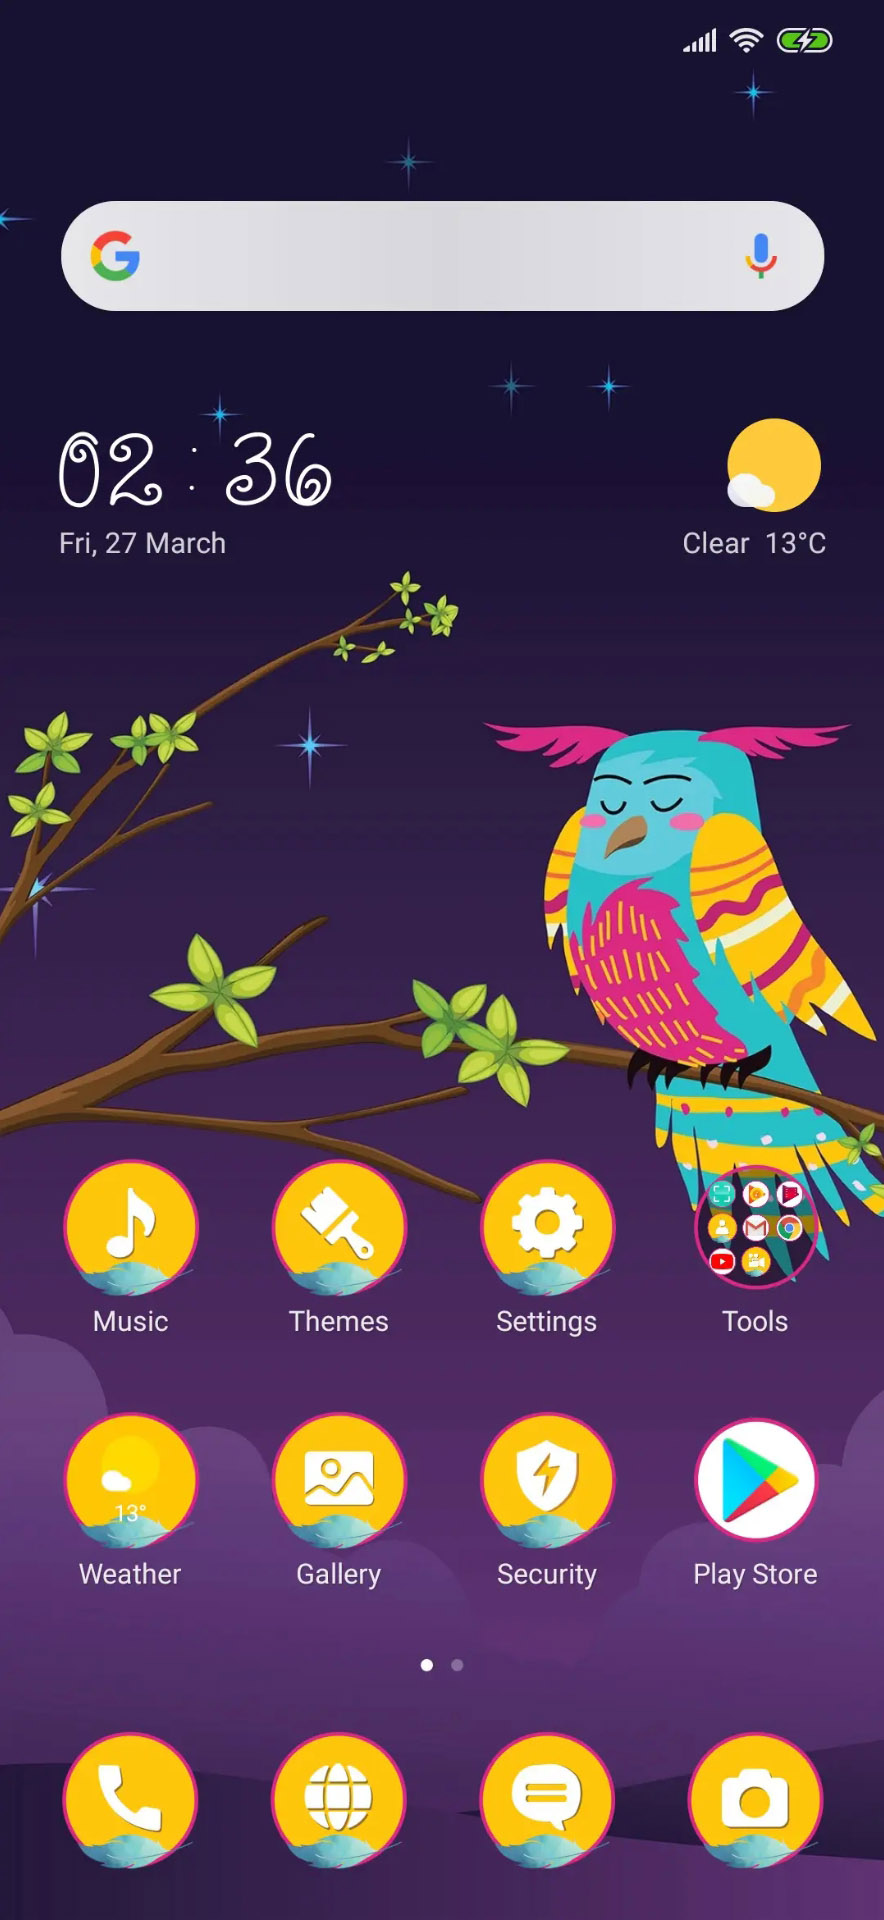 02:36
Fri, 27 March
Clear 13°C
Music
Themes
Settings
Tools
13°
Weather
Gallery
Security
Play Store